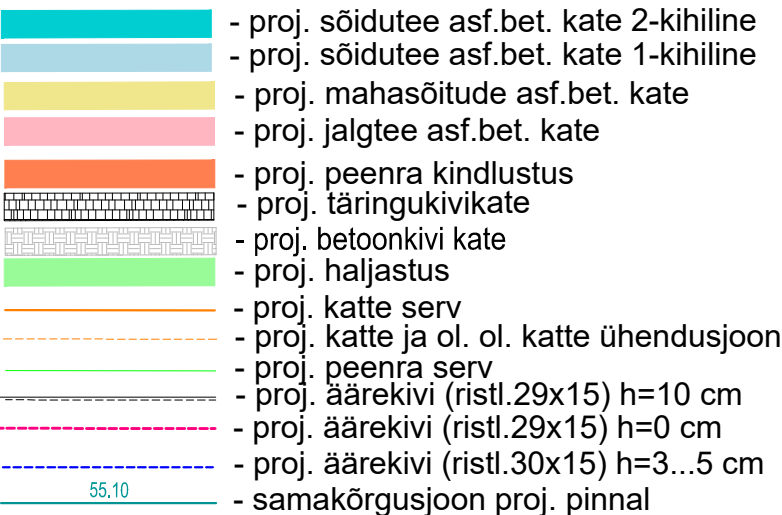 - proj. sõidutee asf.bet. kate 2-kihiline
- proj. sõidutee asf.bet. kate 1-kihiline
- proj. mahasõitude asf.bet. kate
- proj. jalgtee asf.bet. kate
- proj. peenra kindlustus
- proj. täringukivikate
- proj. betoonkivi kate
- proj. haljastus
- proj. katte serv
- proj. katte ja ol. ol. katte ühendusjoon
- proj. peenra serv
- proj. äärekivi (ristl.29x15) h=10 cm
- proj. äärekivi (ristl.29x15) h=0 cm
- proj. äärekivi (ristl.30x15) h=3...5 cm
55.10 - samakõrgusjoon proj. pinnal